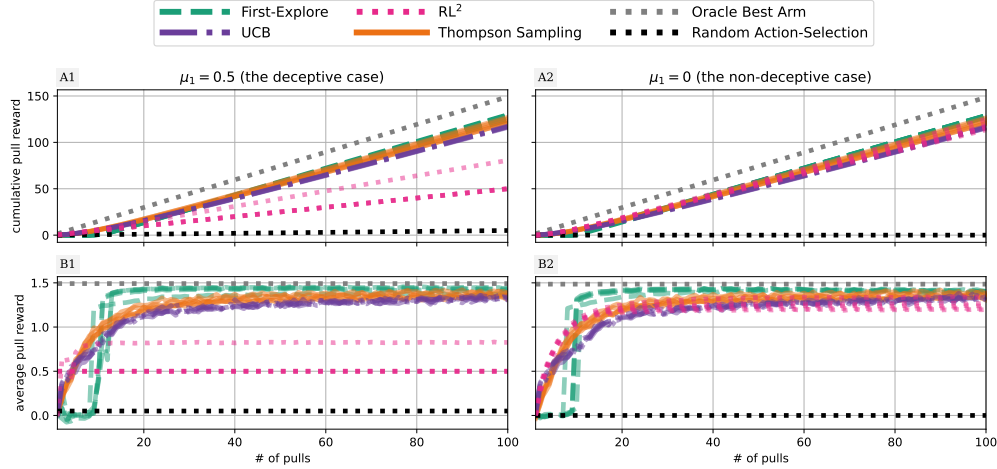 First-Explore RL² Oracle Best Arm
UCB Thompson Sampling Random Action-Selection
A1 μ₁ = 0.5 (the deceptive case)
A2 μ₁ = 0 (the non-deceptive case)
cumulative pull reward
150
100
50
0
B1
B2
average pull reward
1.5
1.0
0.5
0.0
20 40 60 80 100
# of pulls
20 40 60 80 100
# of pulls